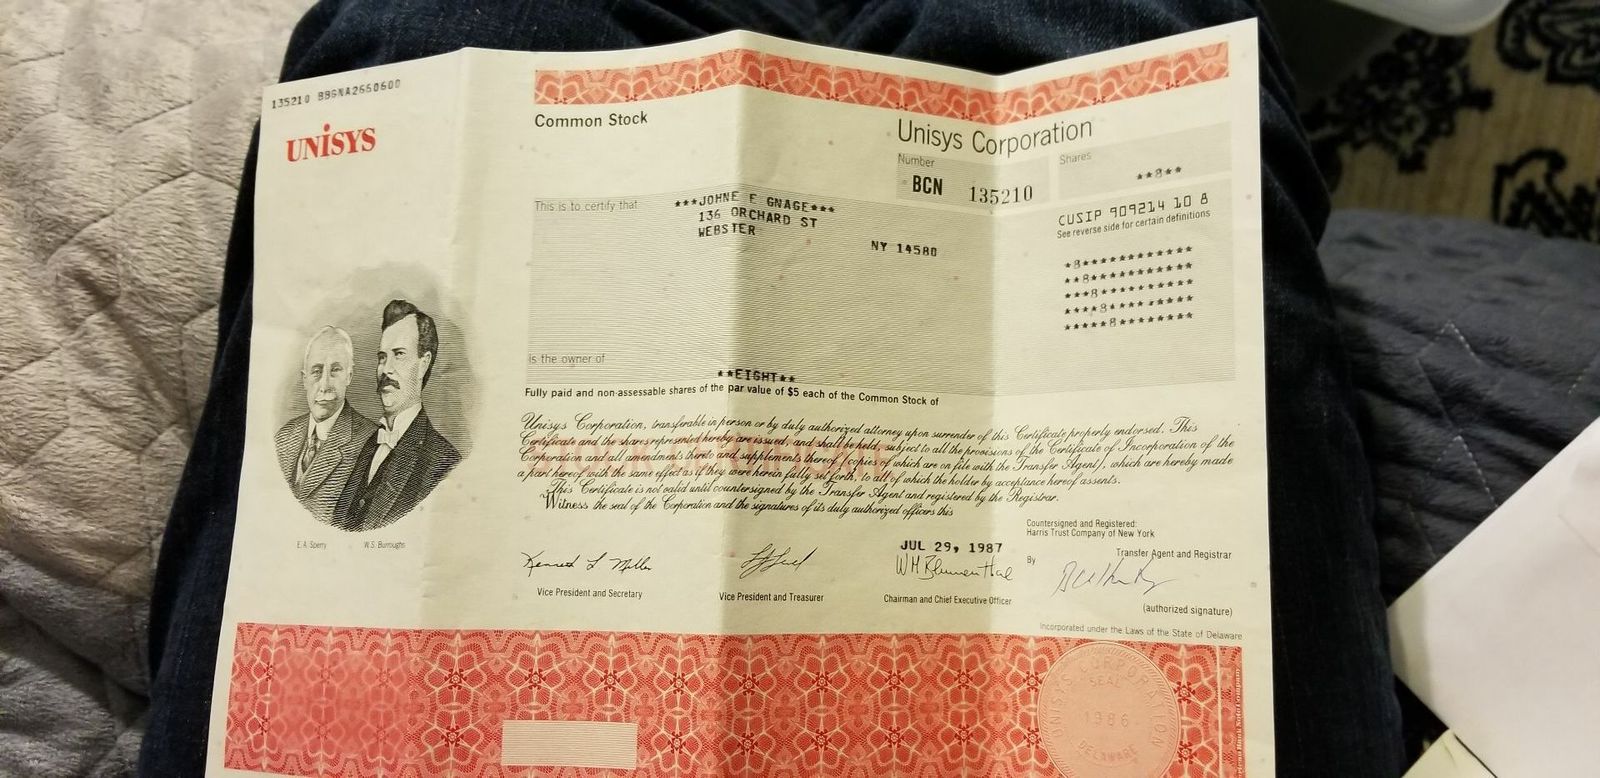 135210 BBGNA2660600
UNiSYS
Common Stock
Unisys Corporation
Number
BCN 135210
Shares
**8**
This is to certify that
***JOHNE F GNAGE***
136 ORCHARD ST
WEBSTER
NY 14580
CUSIP 909214 10 8
See reverse side for certain definitions
*8************
**8***********
***8**********
****8*********
*****8********
is the owner of
**EIGHT**
Fully paid and non-assessable shares of the par value of $5 each of the Common Stock of
Unisys Corporation, transferable in person or by duly authorized attorney upon surrender of this Certificate properly endorsed. This
Certificate and the shares represented hereby are issued, and shall be held, subject to all the provisions of the Certificate of Incorporation of the
Corporation and all amendments thereto and supplements thereof (copies of which are on file with the Transfer Agent), which are hereby made
a part hereof with the same effect as if they were herein fully set forth, to all of which the holder by acceptance hereof assents.
This Certificate is not valid until countersigned by the Transfer Agent and registered by the Registrar.
Witness the seal of the Corporation and the signatures of its duly authorized officers this
E.A. Sperry W.S. Burroughs
JUL 29, 1987
Countersigned and Registered:
Harris Trust Company of New York
By
Transfer Agent and Registrar
Kenneth L Miller
WM Blumenthal
Vice President and Secretary
Vice President and Treasurer
Chairman and Chief Executive Officer
(authorized signature)
Incorporated under the Laws of the State of Delaware
UNISYS CORPORATION
SEAL
1986
DELAWARE